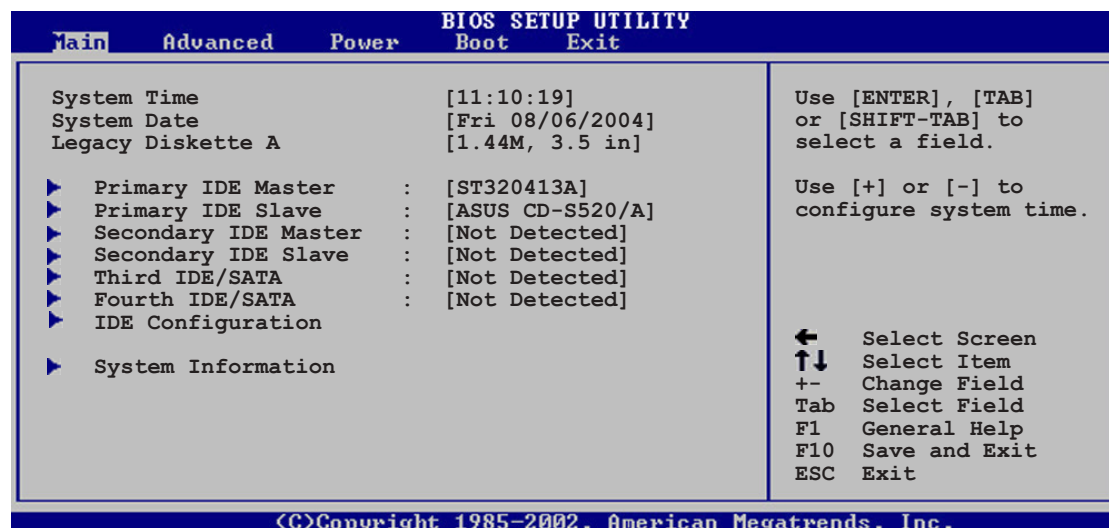 BIOS SETUP UTILITY
Main Advanced Power Boot Exit
System Time [11:10:19]
System Date [Fri 08/06/2004]
Legacy Diskette A [1.44M, 3.5 in]
Primary IDE Master : [ST320413A]
Primary IDE Slave : [ASUS CD-S520/A]
Secondary IDE Master : [Not Detected]
Secondary IDE Slave : [Not Detected]
Third IDE/SATA : [Not Detected]
Fourth IDE/SATA : [Not Detected]
IDE Configuration
System Information
Use [ENTER], [TAB]
or [SHIFT-TAB] to
select a field.
Use [+] or [-] to
configure system time.
← Select Screen
↑↓ Select Item
+- Change Field
Tab Select Field
F1 General Help
F10 Save and Exit
ESC Exit
(C)Copyright 1985-2002, American Megatrends, Inc.